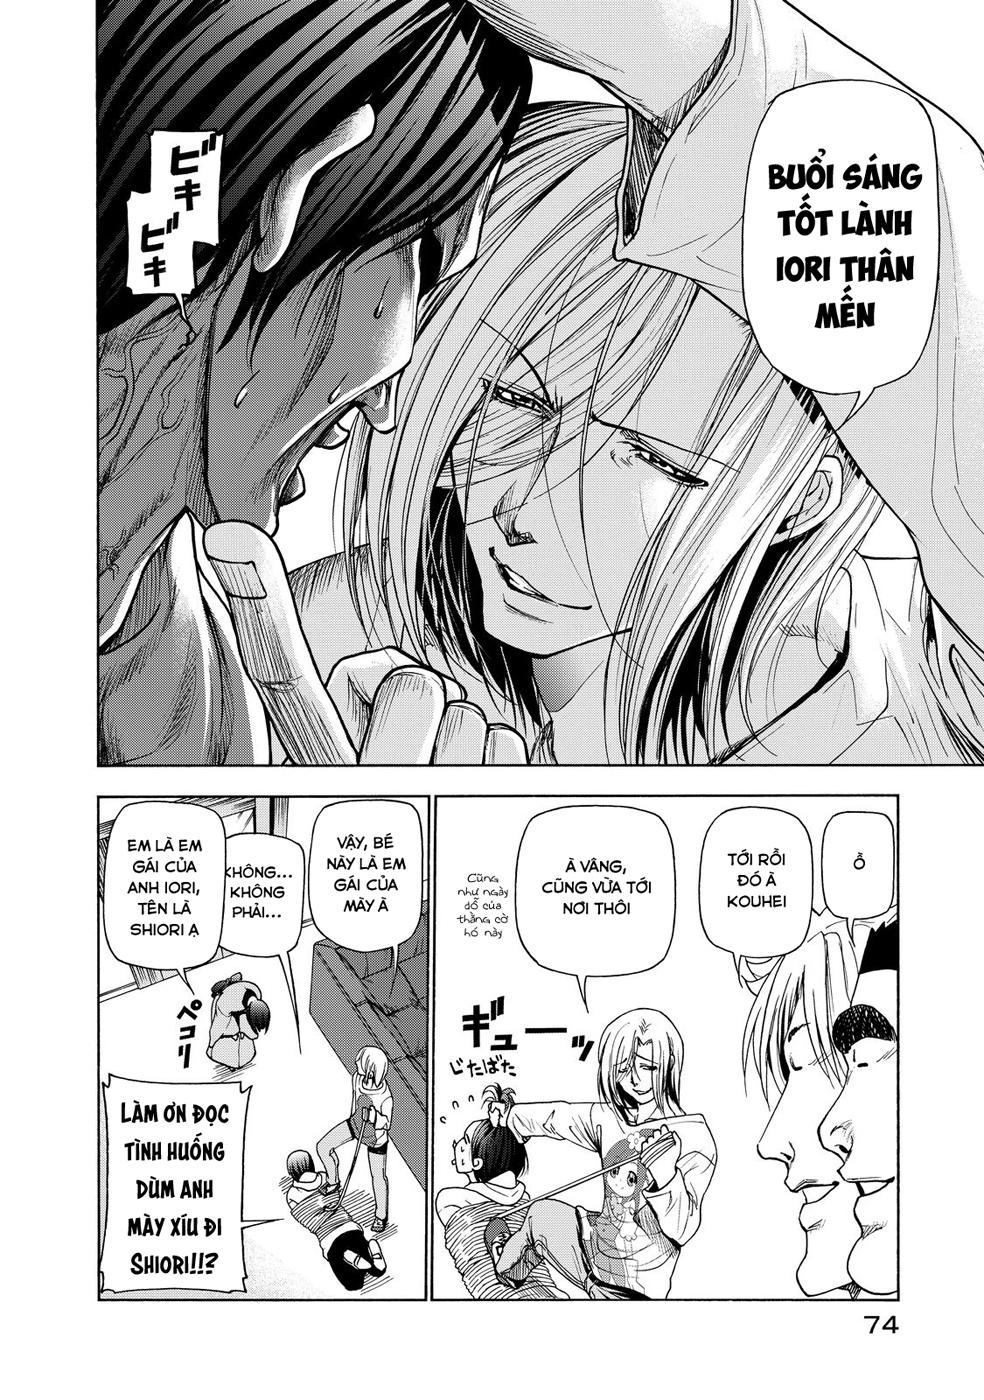 BUỔI SÁNG
TỐT LÀNH
IORI THÂN
MẾN
ビキ
ビキ
Ồ
TỚI RỒI
ĐÓ À
KOUHEI
À VÂNG,
CŨNG VỪA TỚI
NƠI THÔI
Cũng
như ngày
dỗ của
thằng cờ
hó này
ギューッ
じたばた
VẬY, BÉ
NÀY LÀ EM
GÁI CỦA
MÀY À
KHÔNG...
KHÔNG
PHẢI...
EM LÀ EM
GÁI CỦA
ANH IORI,
TÊN LÀ
SHIORI Ạ
ペコリ
LÀM ƠN ĐỌC
TÌNH HUỐNG
DÙM ANH
MÀY XÍU ĐI
SHIORI!!?
74